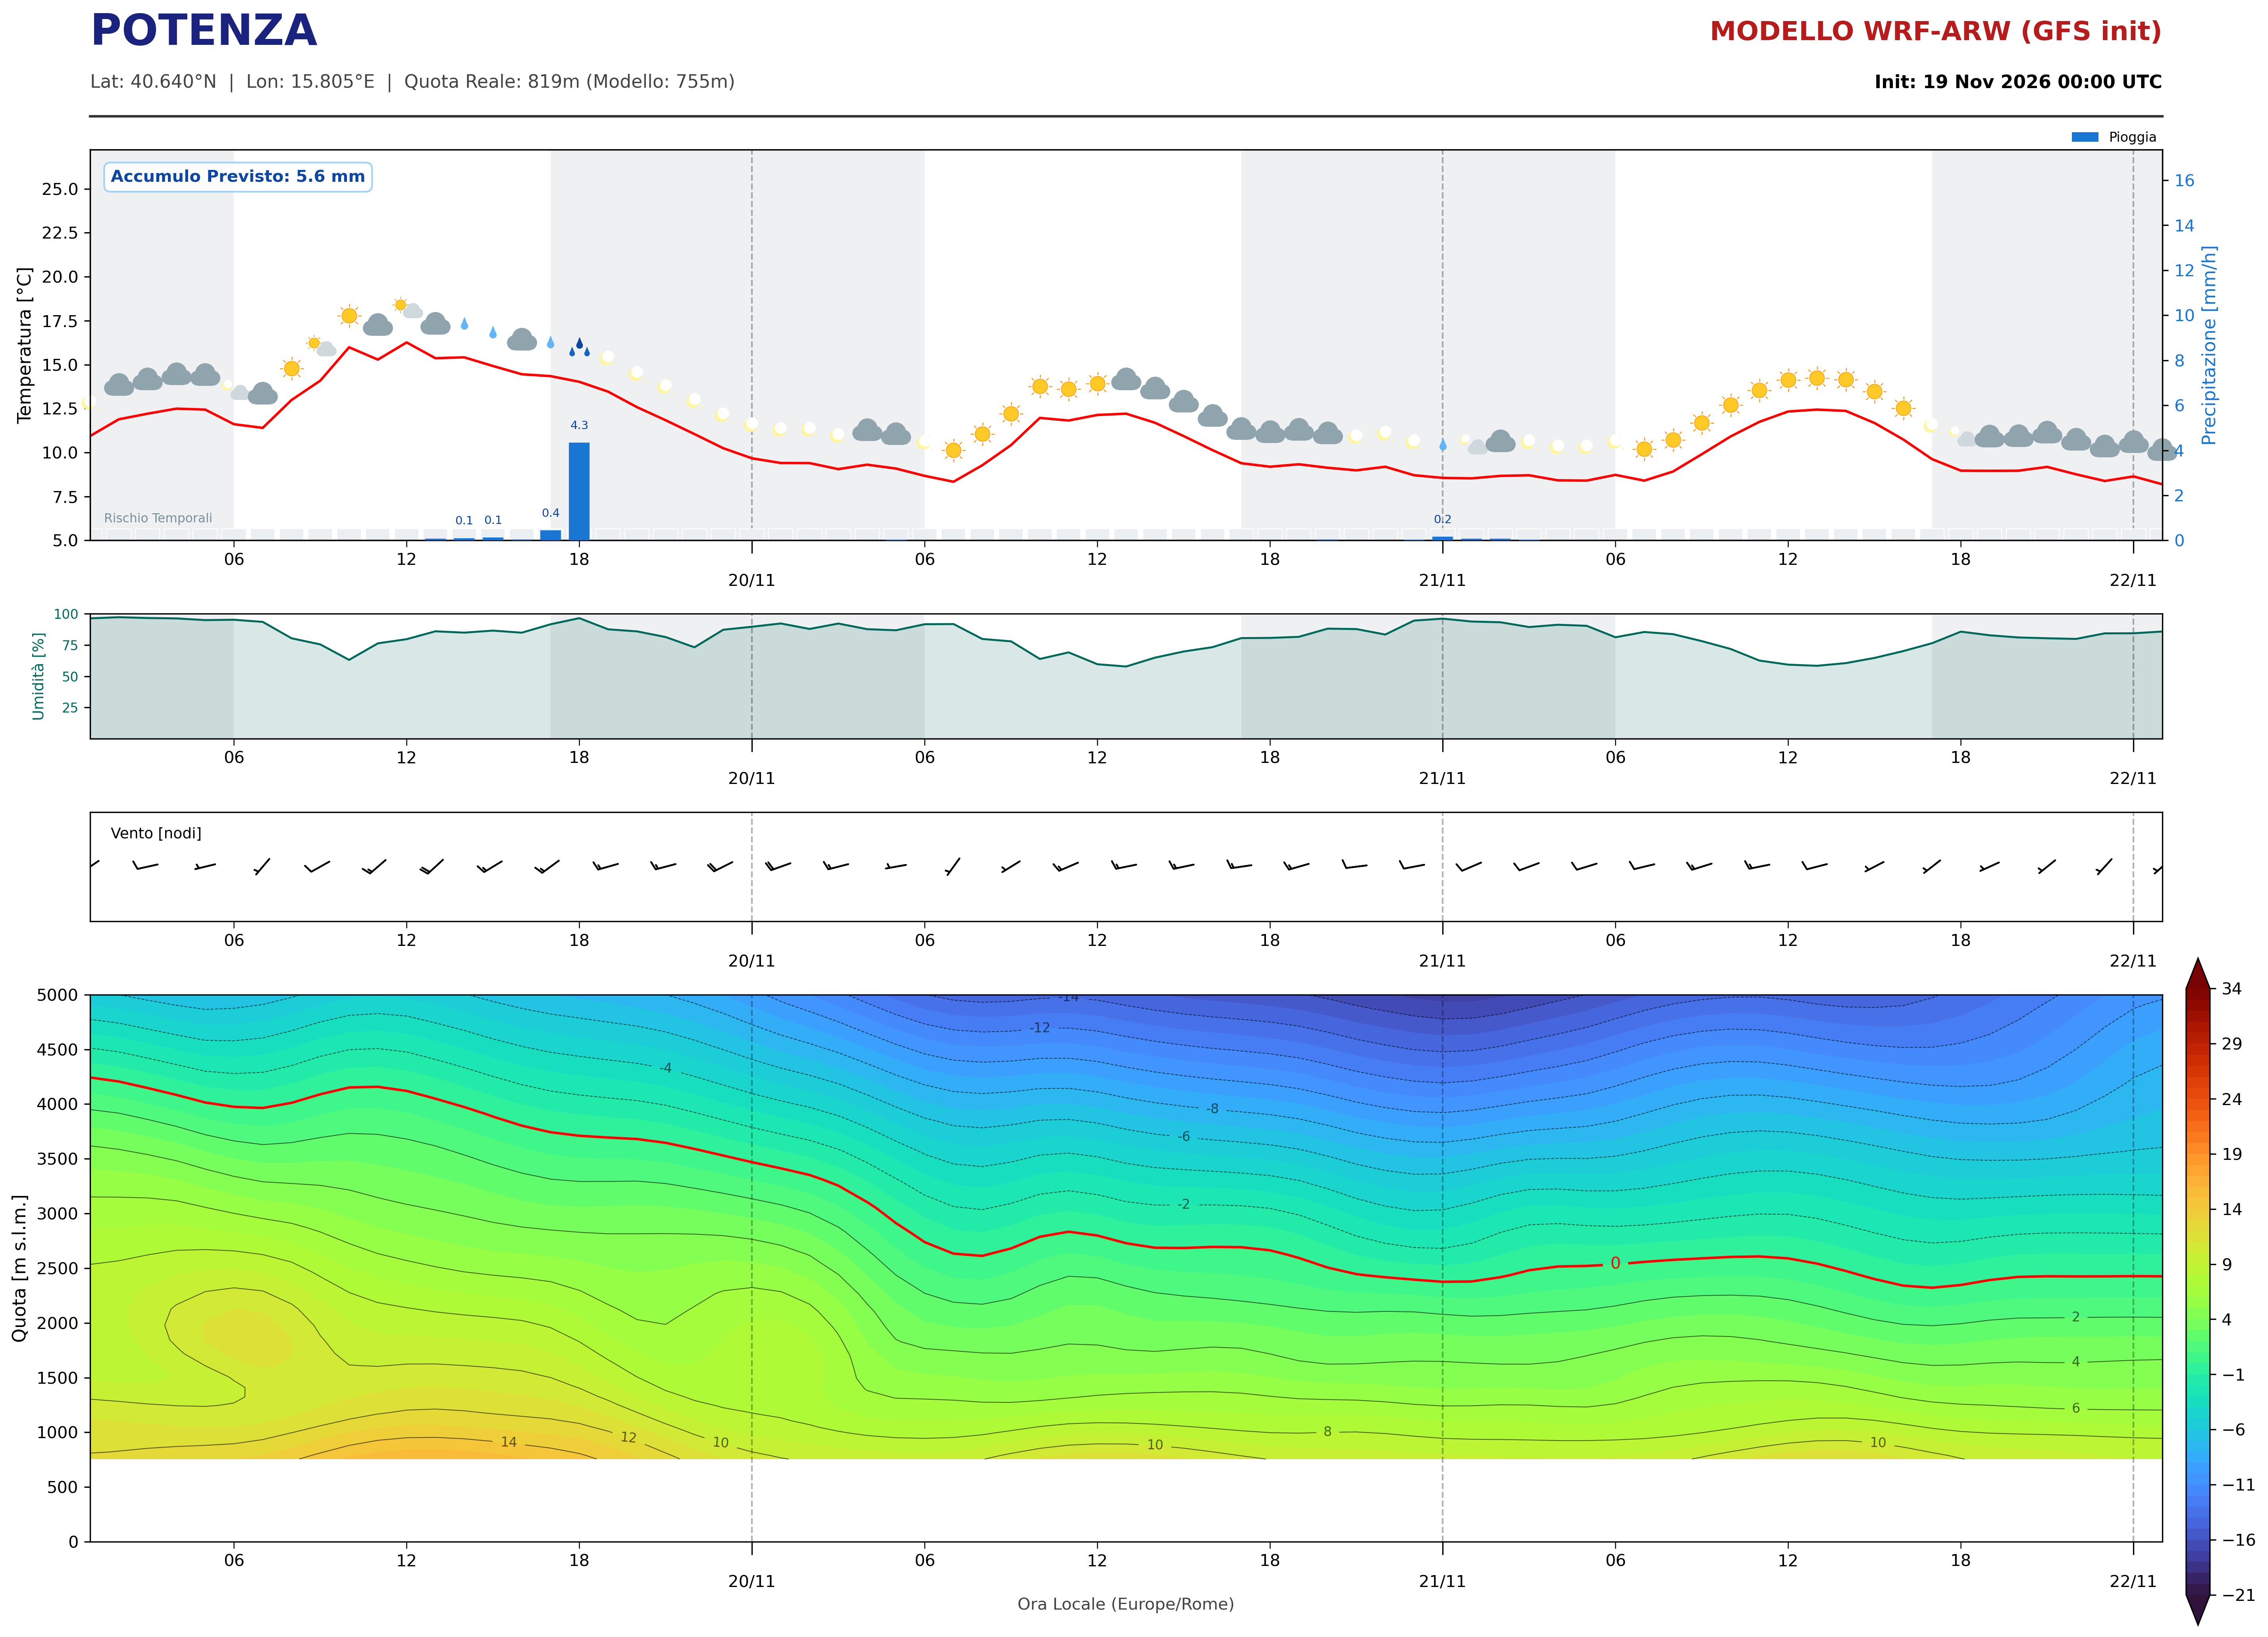 POTENZA
MODELLO WRF-ARW (GFS init)
Lat: 40.640°N | Lon: 15.805°E | Quota Reale: 819m (Modello: 755m)
Init: 19 Nov 2026 00:00 UTC
Pioggia
Accumulo Previsto: 5.6 mm
Temperatura [°C]
25.0
22.5
20.0
17.5
15.0
12.5
10.0
7.5
5.0
Precipitazione [mm/h]
16
14
12
10
8
6
4
2
0
Rischio Temporali
0.1 0.1 0.4 4.3 0.2
06 12 18 06 12 18 06 12 18
20/11 21/11 22/11
Umidità [%]
100
75
50
25
06 12 18 06 12 18 06 12 18
20/11 21/11 22/11
Vento [nodi]
06 12 18 06 12 18 06 12 18
20/11 21/11 22/11
Quota [m s.l.m.]
5000
4500
4000
3500
3000
2500
2000
1500
1000
500
0
-14
-12
-4
-8
-6
-2
0
2
4
6
8
10
14
12
10
10
34
29
24
19
14
9
4
−1
−6
−11
−16
−21
06 12 18 06 12 18 06 12 18
20/11 21/11 22/11
Ora Locale (Europe/Rome)